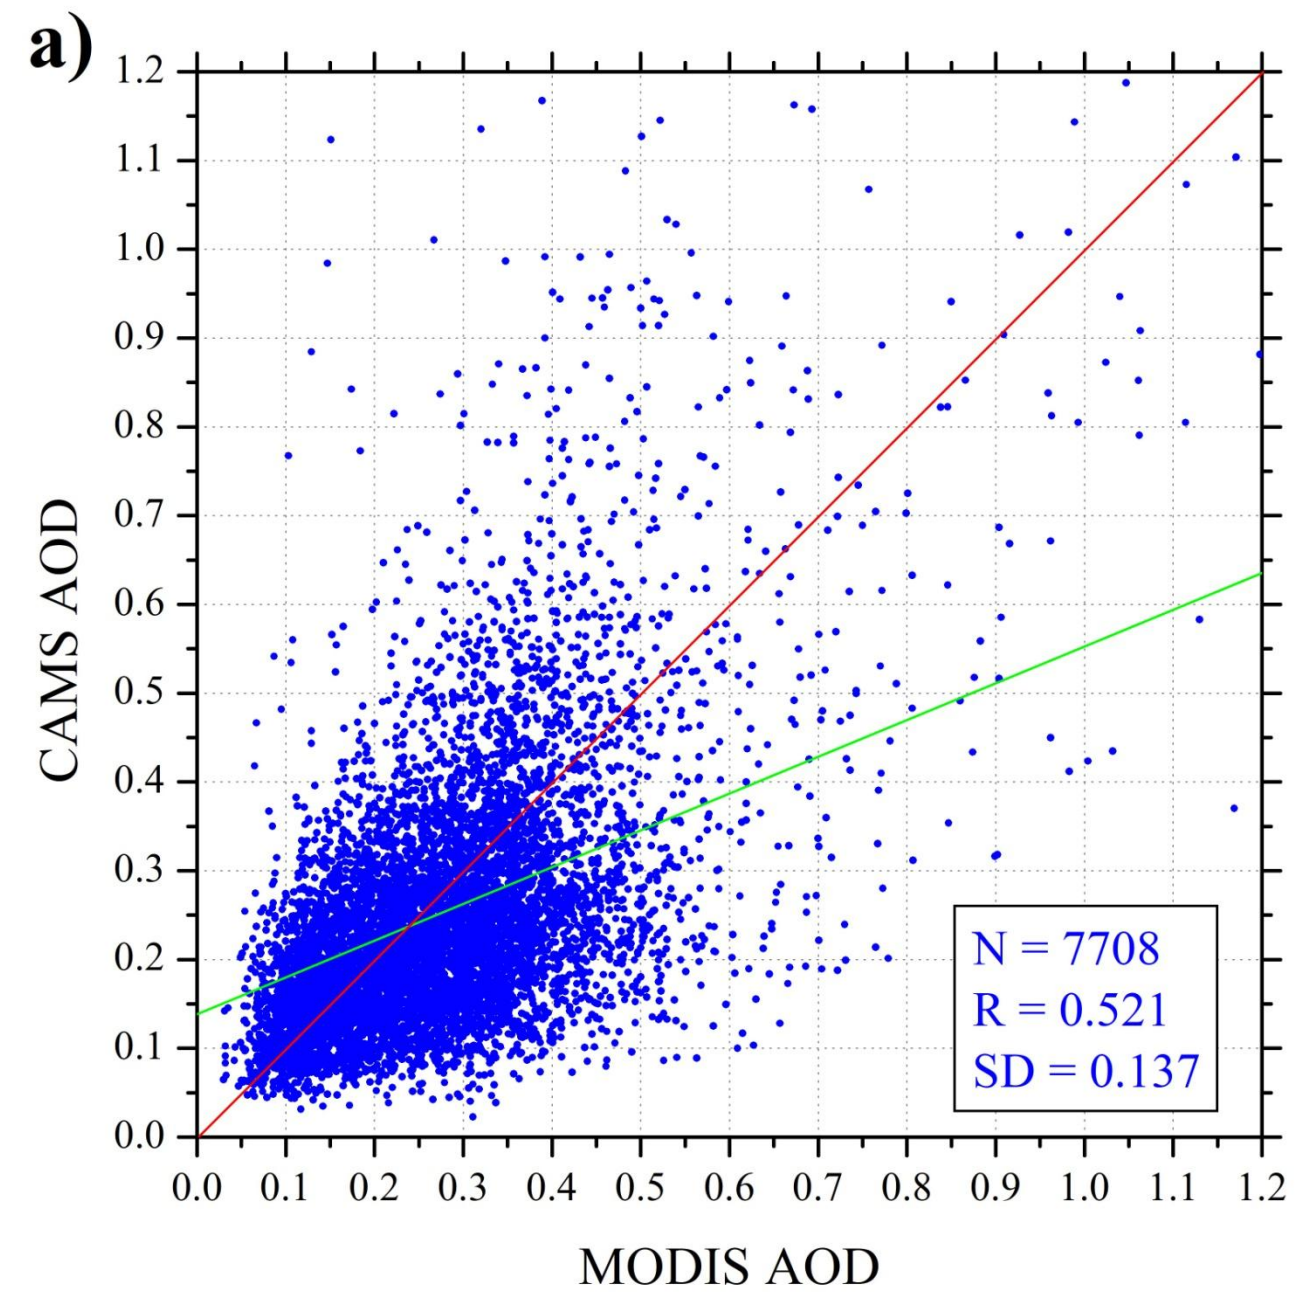 a)
1.2
1.1
1.0
0.9
0.8
0.7
0.6
0.5
0.4
0.3
0.2
0.1
0.0
CAMS AOD
N = 7708
R = 0.521
SD = 0.137
0.0 0.1 0.2 0.3 0.4 0.5 0.6 0.7 0.8 0.9 1.0 1.1 1.2
MODIS AOD